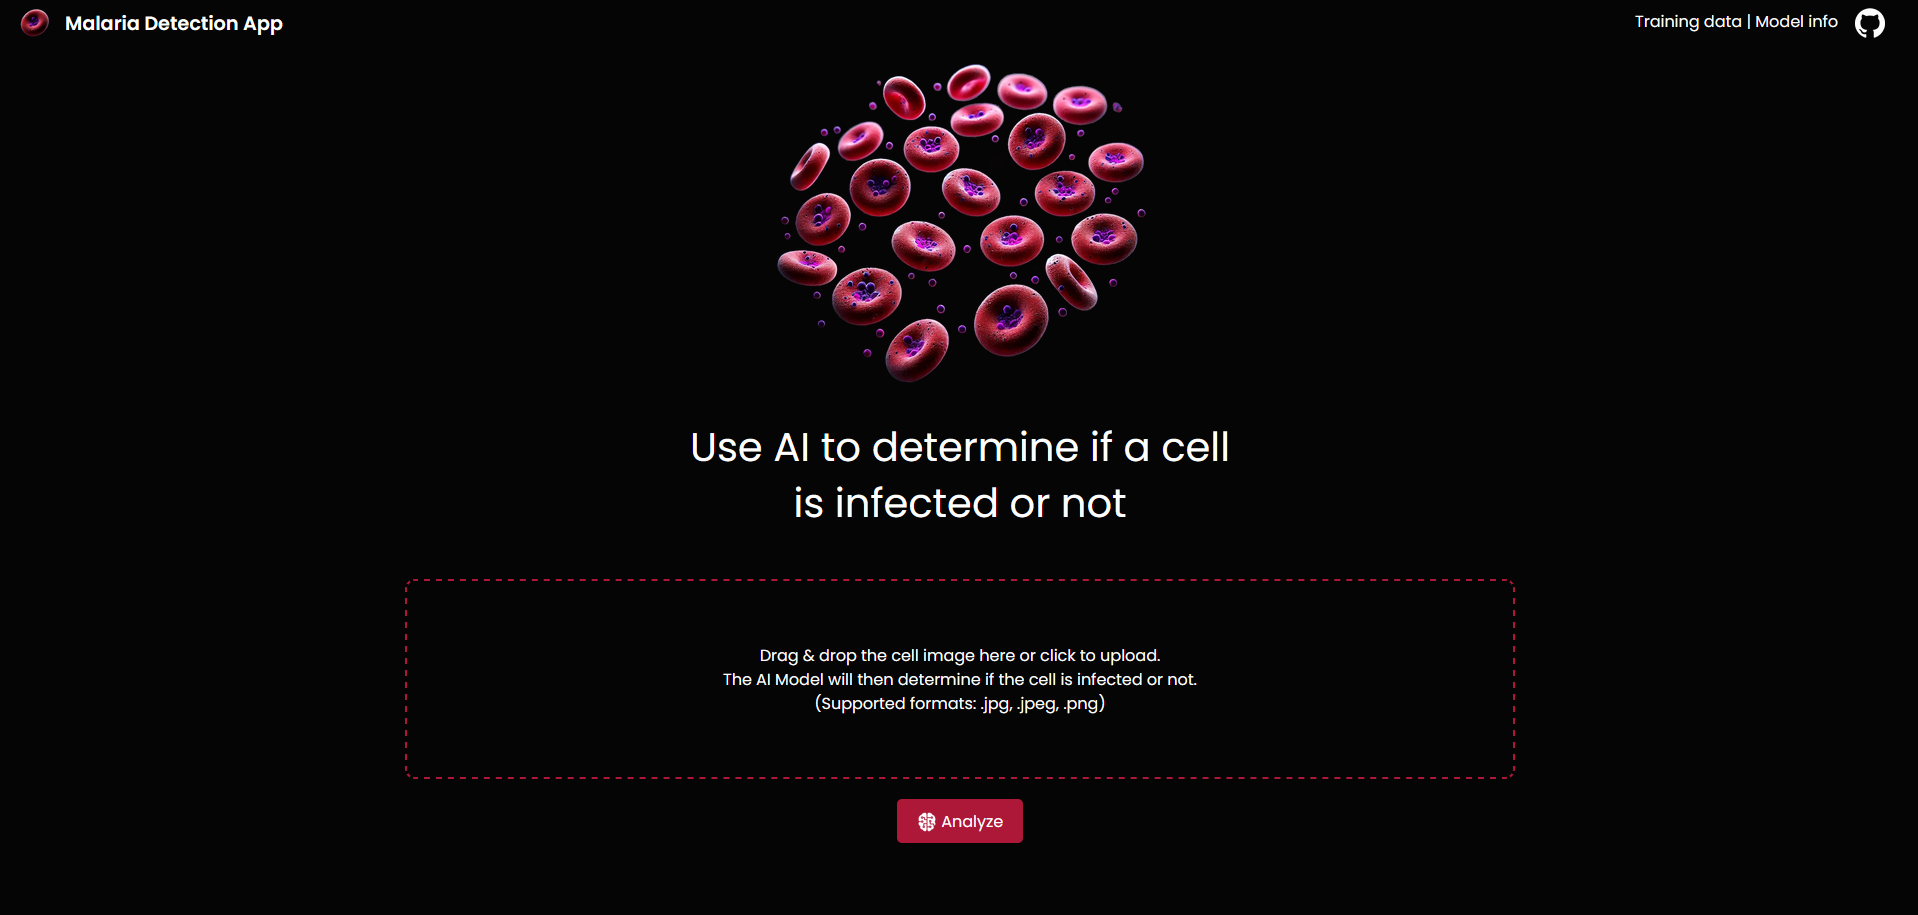 Malaria Detection App
Training data | Model info
Use AI to determine if a cell
is infected or not
Drag & drop the cell image here or click to upload.
The AI Model will then determine if the cell is infected or not.
(Supported formats: .jpg, .jpeg, .png)
Analyze